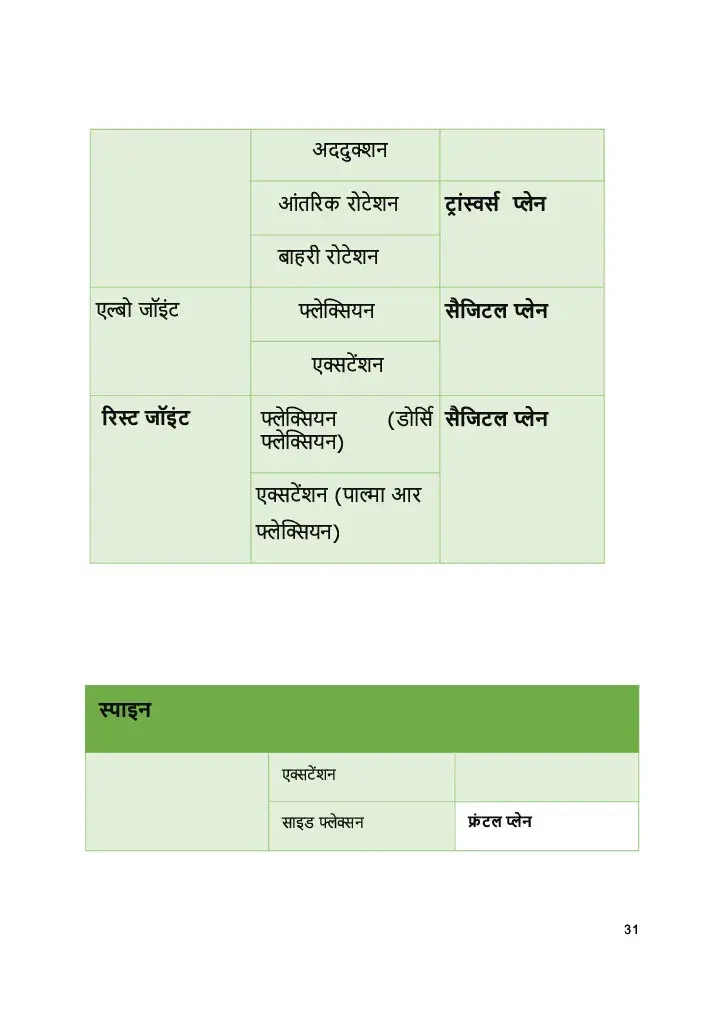 अददुक्शन
आंतरिक रोटेशन ट्रांस्वर्स प्लेन
बाहरी रोटेशन
एल्बो जॉइंट फ्लेक्सियन सैजिटल प्लेन
एक्सटेंशन
रिस्ट जॉइंट फ्लेक्सियन (डोर्सि सैजिटल प्लेन
फ्लेक्सियन)
एक्सटेंशन (पाल्मा आर
फ्लेक्सियन)
स्पाइन
एक्सटेंशन
साइड फ्लेक्सन फ्रंटल प्लेन
31